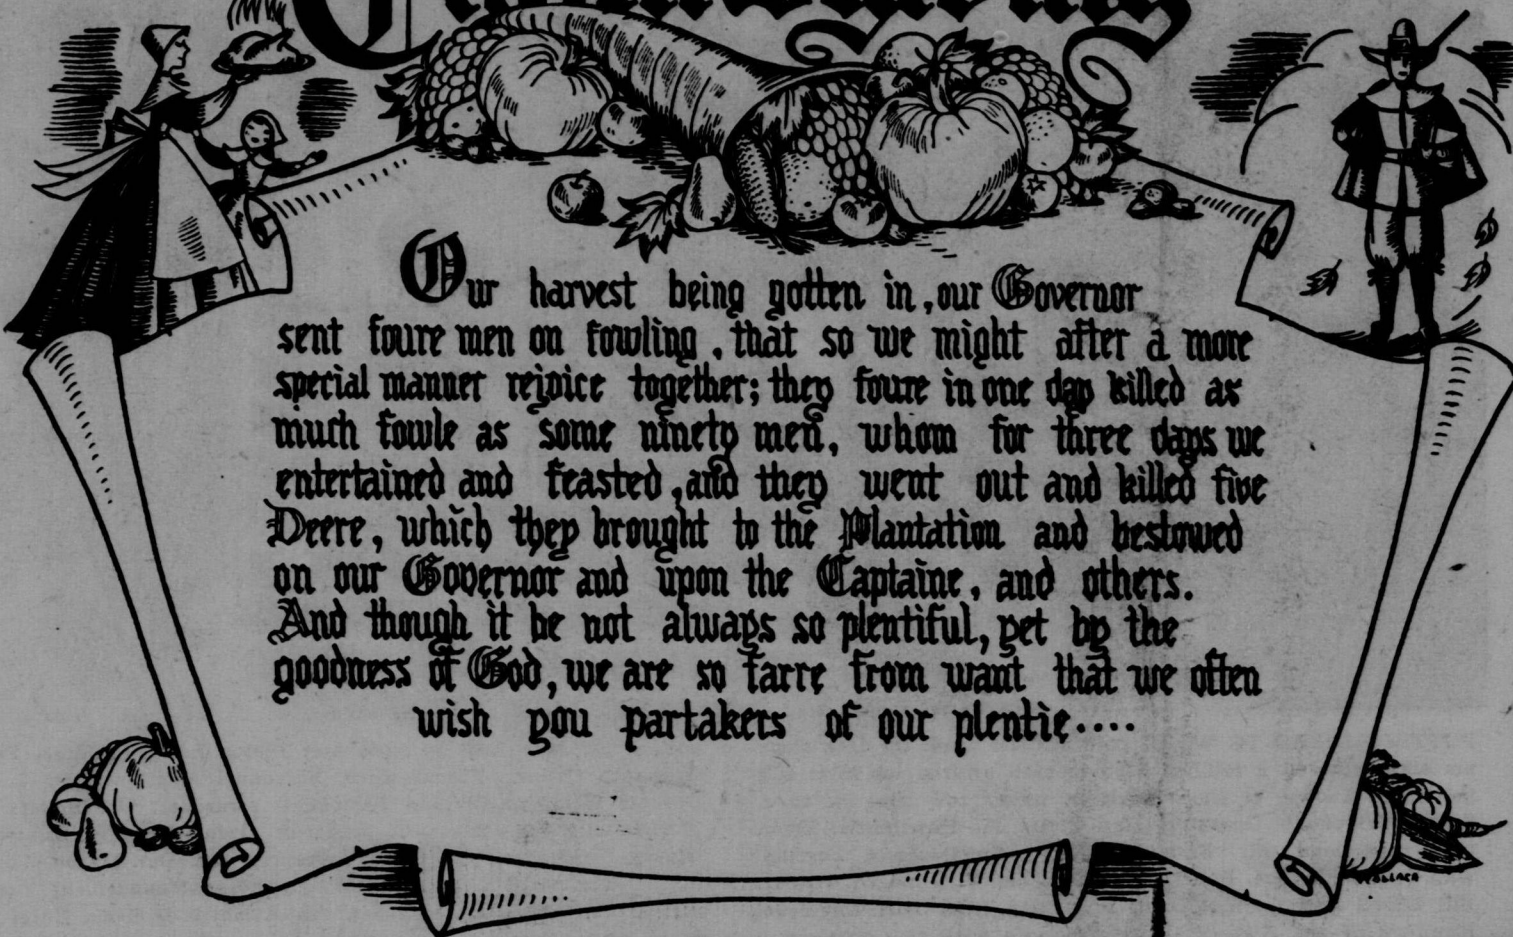 Our harvest being gotten in, our Governor
sent foure men on fowling, that so we might after a more
special manner rejoice together; they foure in one day killed as
much fowle as some ninety men, whom for three days we
entertained and feasted, and they went out and killed five
Deere, which they brought to the Plantation and bestowed
on our Governor and upon the Captaine, and others.
And though it be not always so plentiful, yet by the
goodness of God, we are so farre from want that we often
wish you partakers of our plentie....